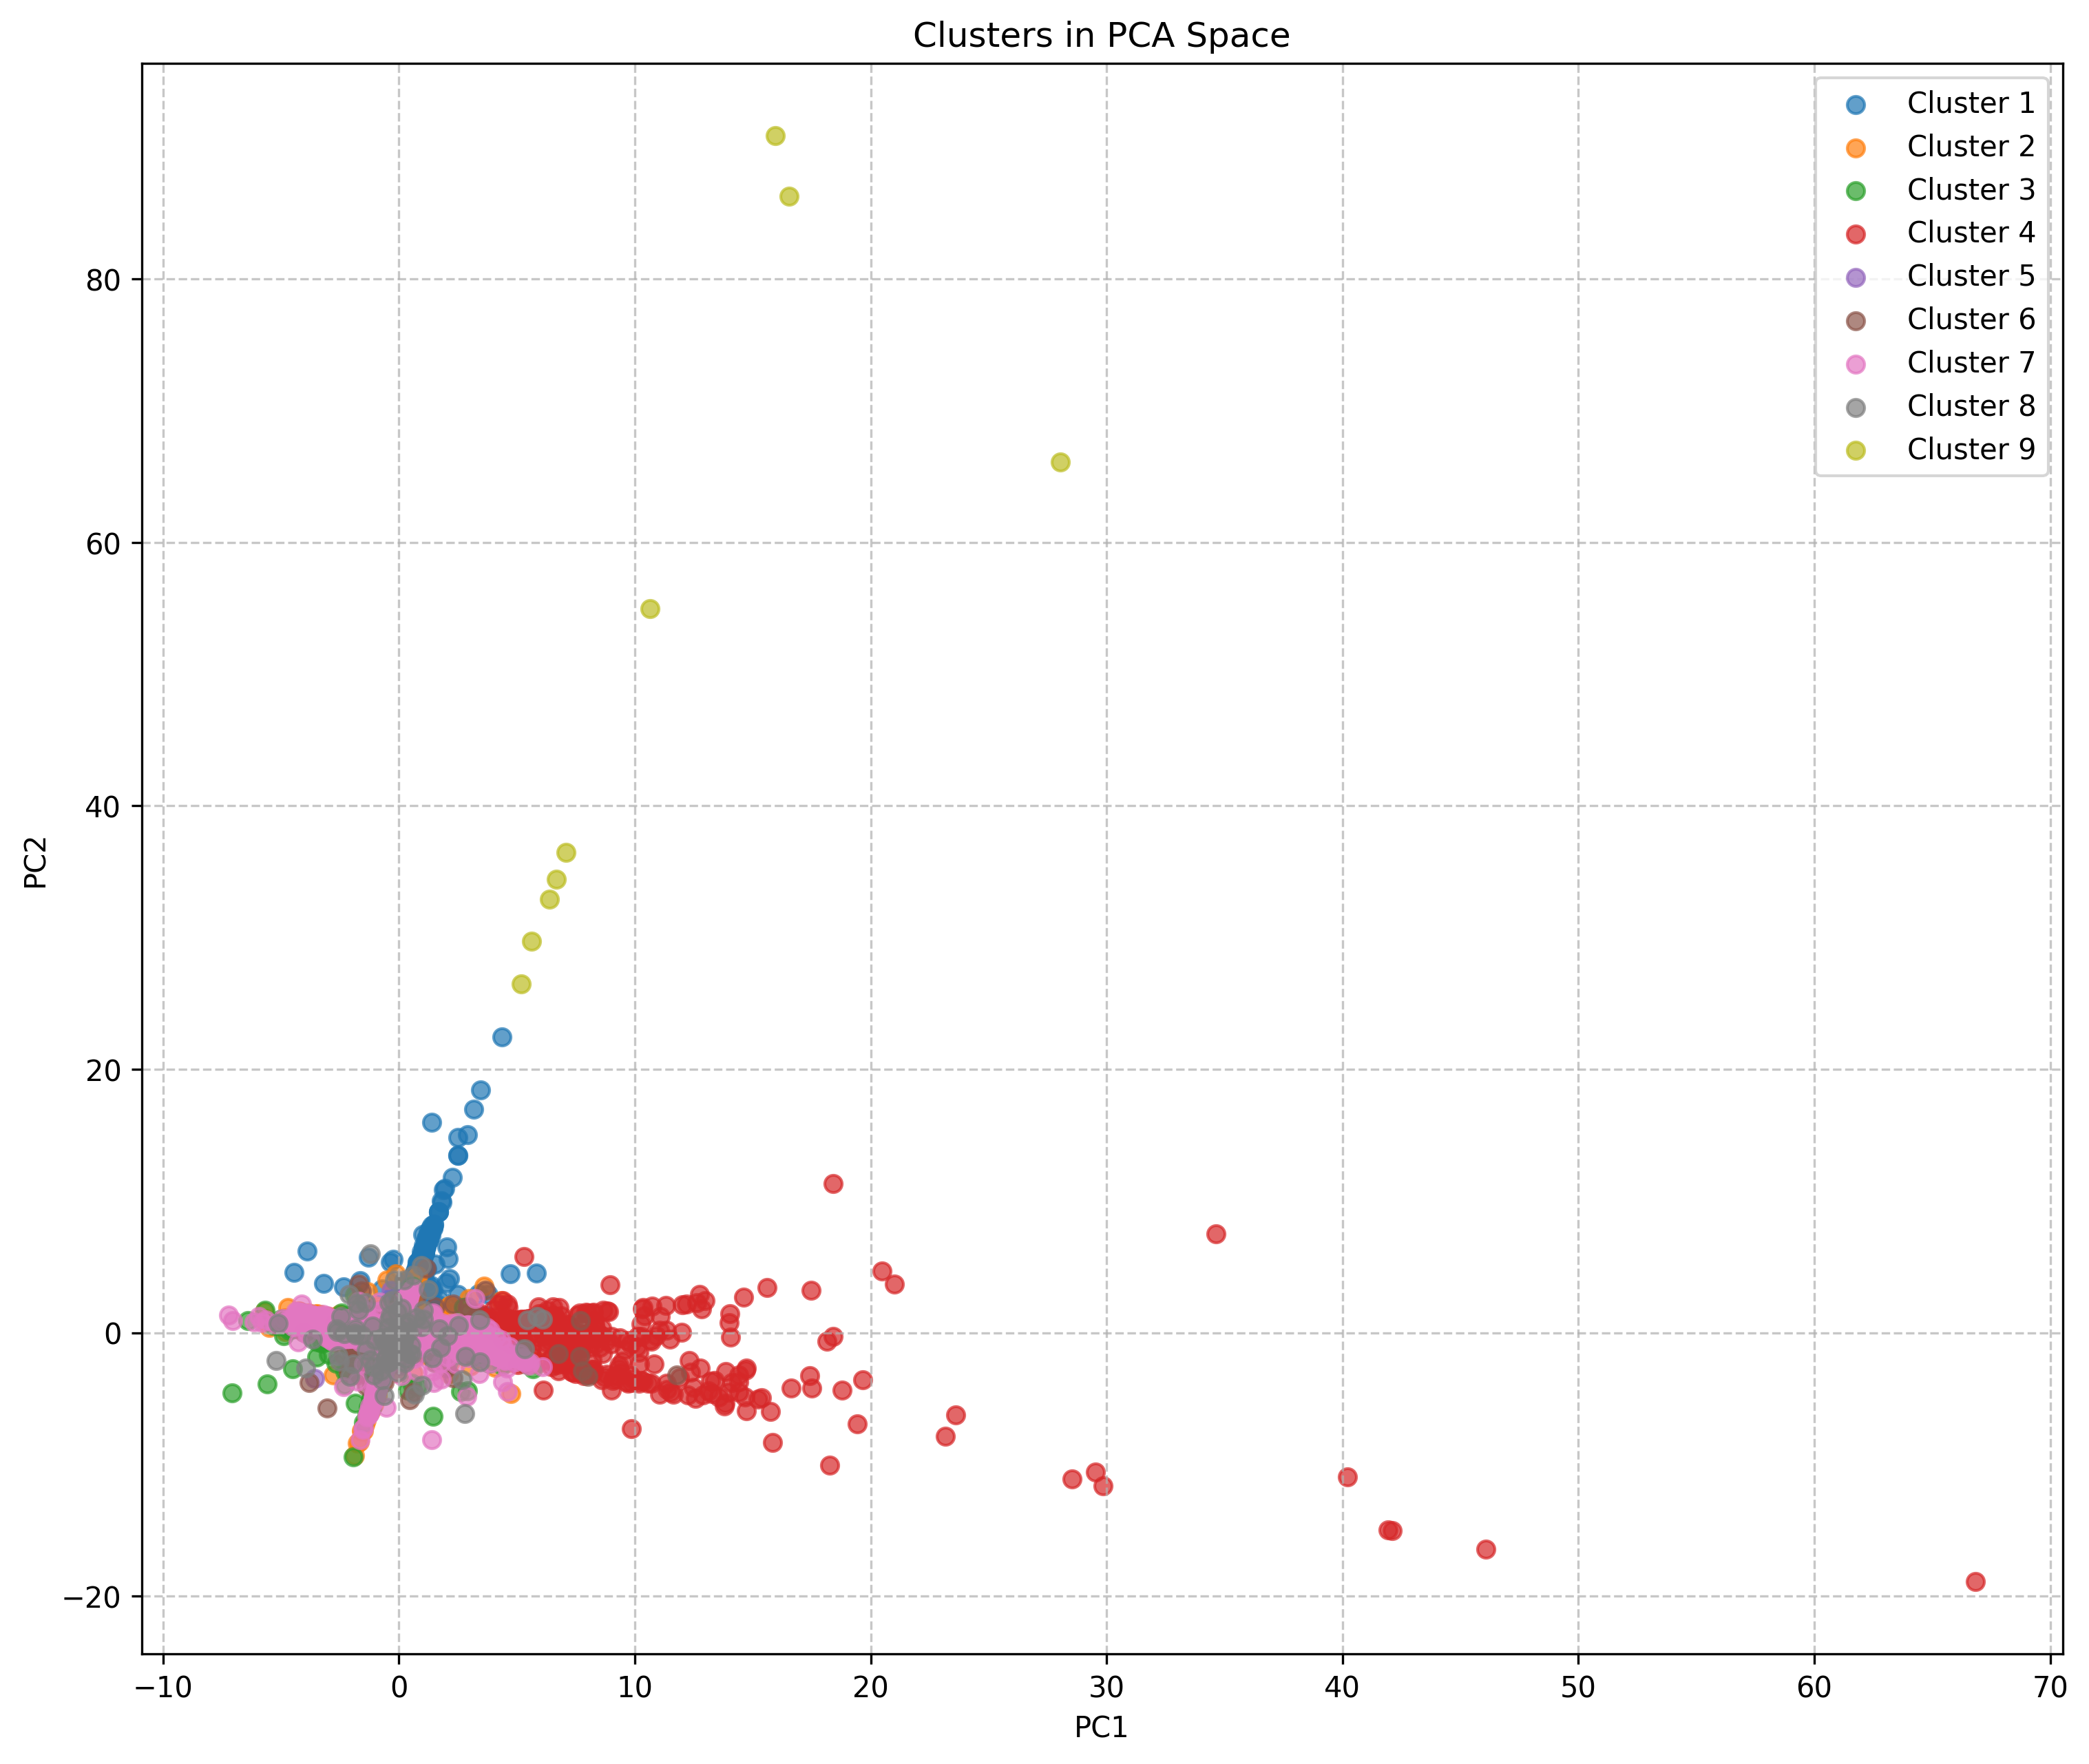 Clusters in PCA Space
Cluster 1
Cluster 2
Cluster 3
Cluster 4
Cluster 5
Cluster 6
Cluster 7
Cluster 8
Cluster 9
80
60
40
20
0
−20
PC2
−10 0 10 20 30 40 50 60 70
PC1